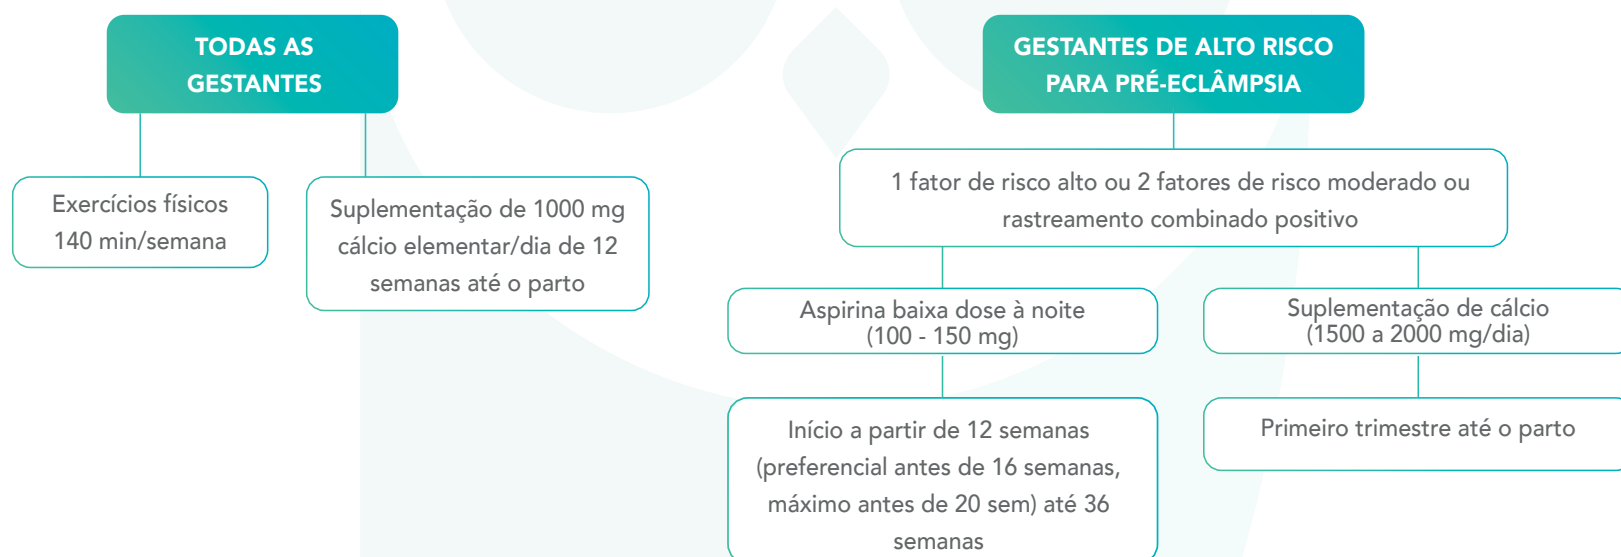 TODAS AS
GESTANTES
Exercícios físicos
140 min/semana
Suplementação de 1000 mg
cálcio elementar/dia de 12
semanas até o parto
GESTANTES DE ALTO RISCO
PARA PRÉ-ECLÂMPSIA
1 fator de risco alto ou 2 fatores de risco moderado ou
rastreamento combinado positivo
Aspirina baixa dose à noite
(100 - 150 mg)
Início a partir de 12 semanas
(preferencial antes de 16 semanas,
máximo antes de 20 sem) até 36
semanas
Suplementação de cálcio
(1500 a 2000 mg/dia)
Primeiro trimestre até o parto